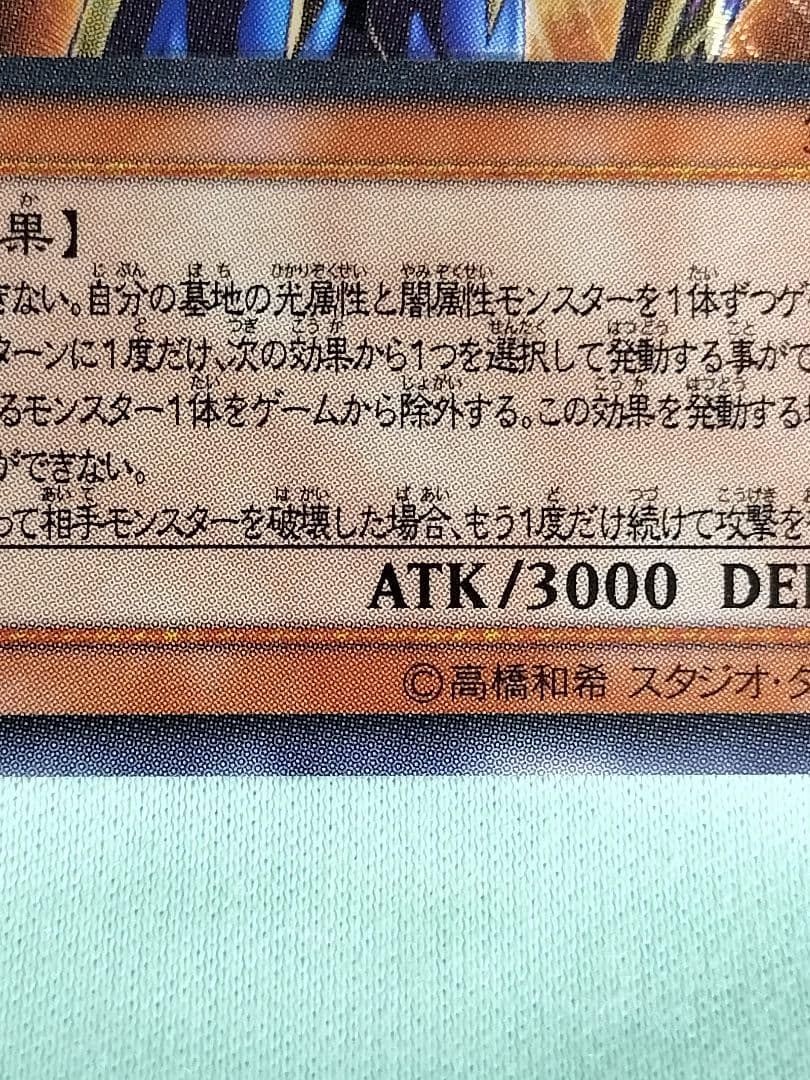 果】
きない。自分の墓地の光属性と闇属性モンスターを1体ずつゲ
ターンに1度だけ、次の効果から1つを選択して発動する事がで
るモンスター1体をゲームから除外する。この効果を発動する
ができない。
って相手モンスターを破壊した場合、もう1度だけ続けて攻撃を
ATK/3000 DE
©高橋和希 スタジオ・